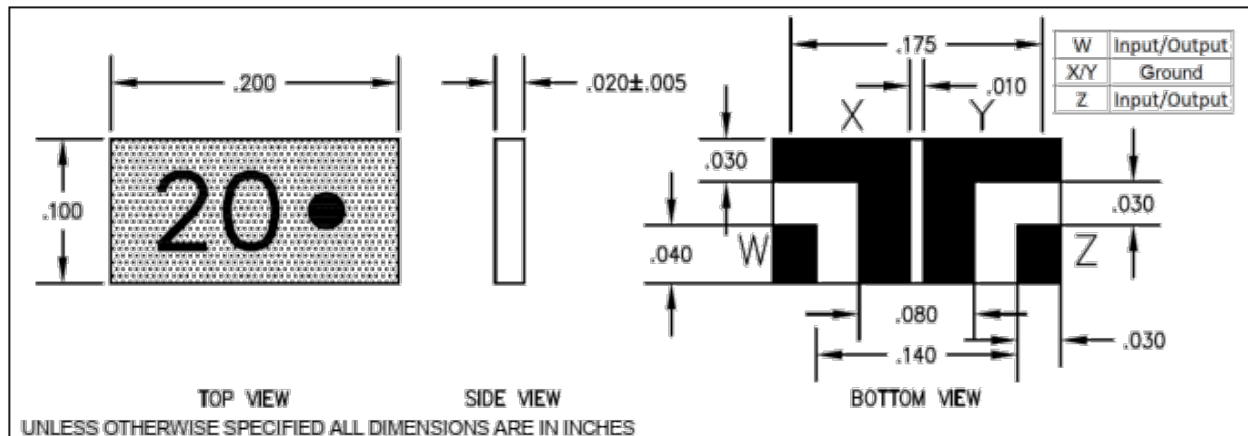 .200
.100
20
TOP VIEW
.020±.005
SIDE VIEW
.175
.010
X
Y
.030
.040
W
Z
.030
.080
.140
.030
BOTTOM VIEW
W Input/Output
X/Y Ground
Z Input/Output
UNLESS OTHERWISE SPECIFIED ALL DIMENSIONS ARE IN INCHES